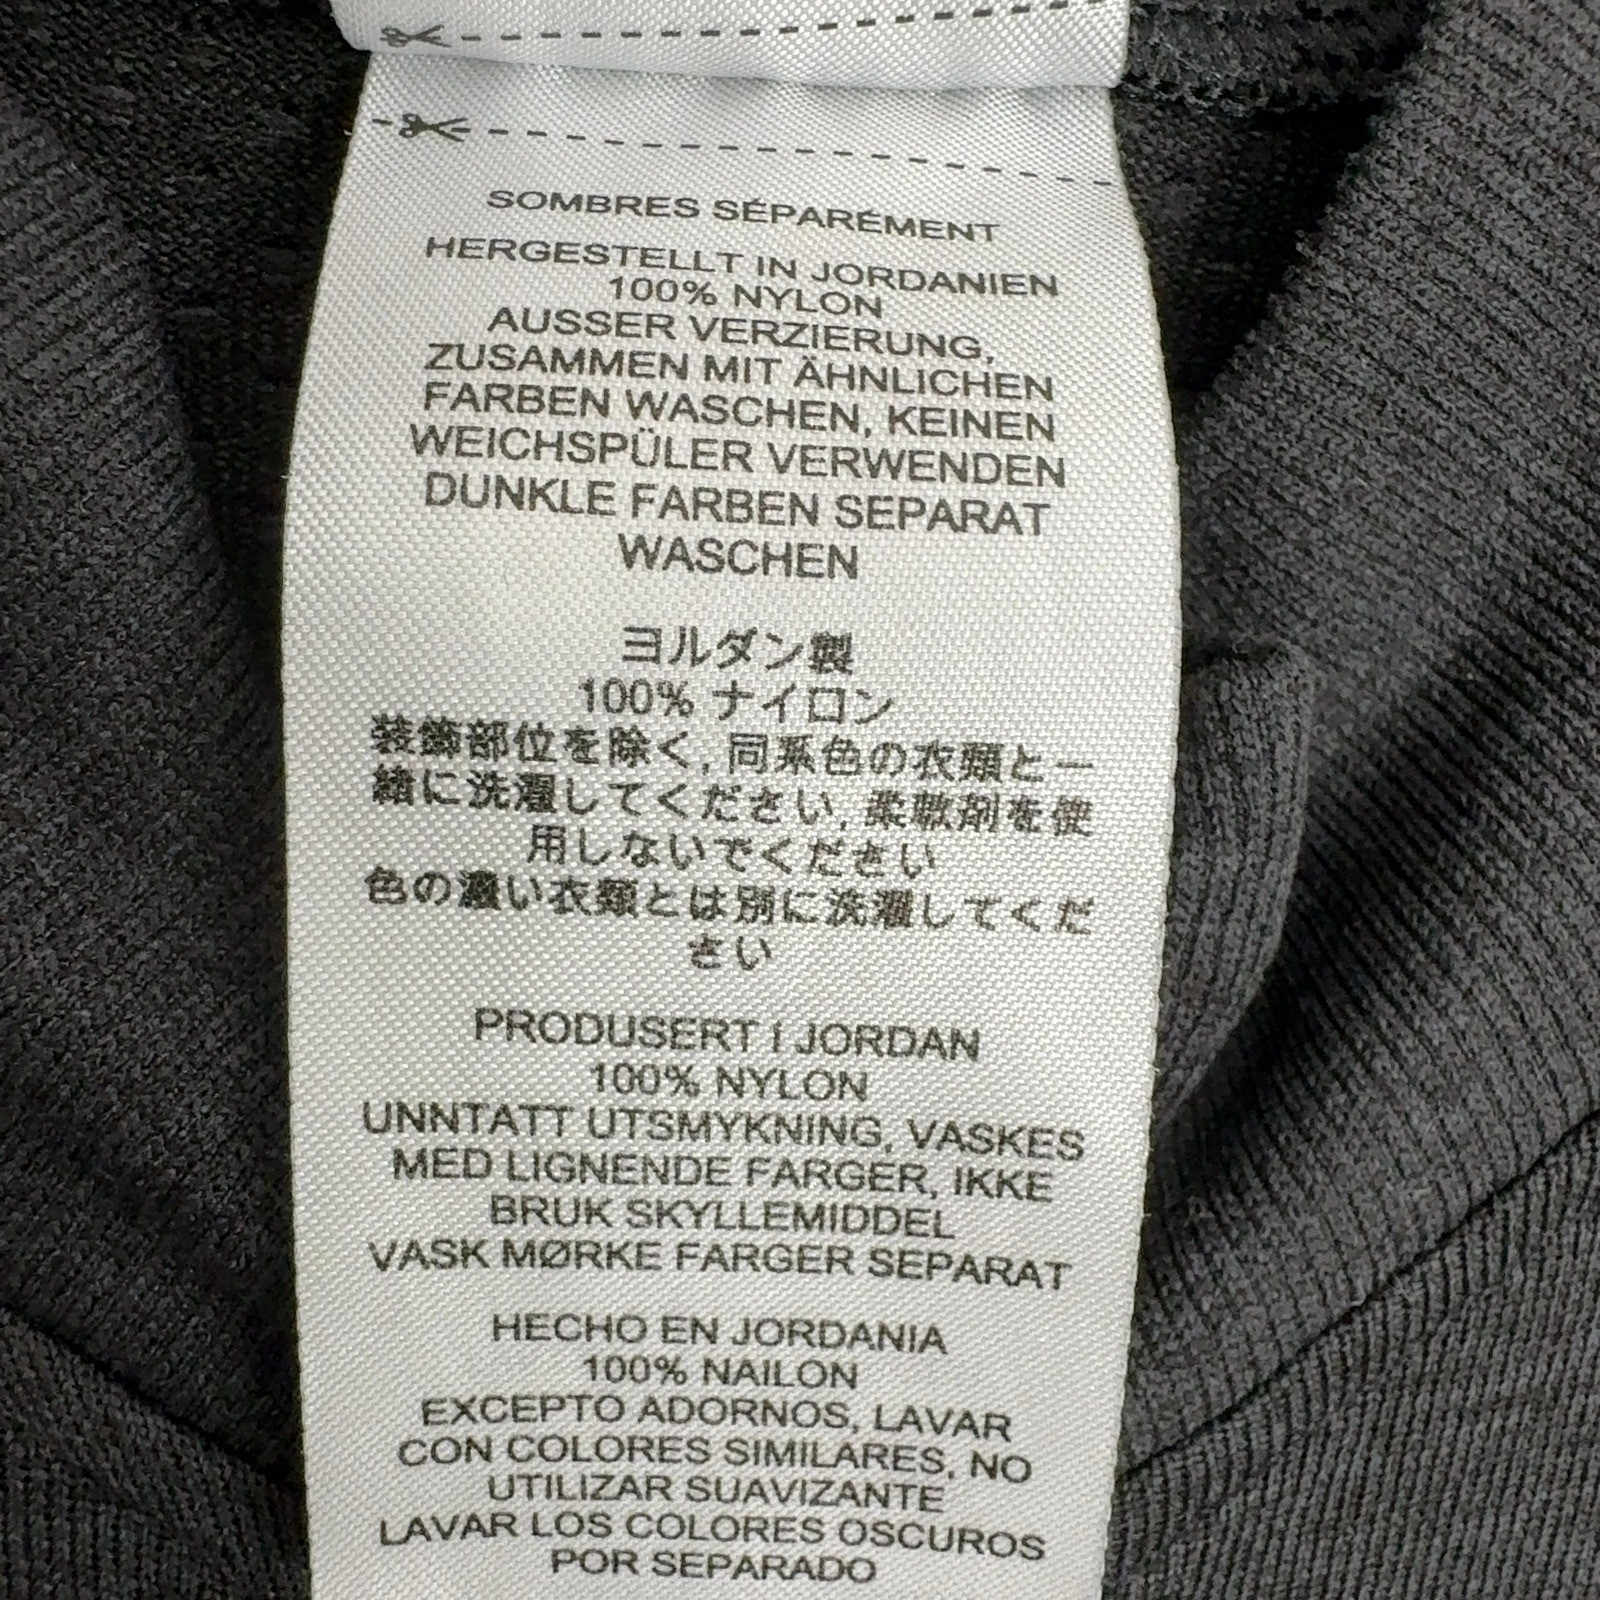 SOMBRES SÉPARÉMENT
HERGESTELLT IN JORDANIEN
100% NYLON
AUSSER VERZIERUNG,
ZUSAMMEN MIT ÄHNLICHEN
FARBEN WASCHEN, KEINEN
WEICHSPÜLER VERWENDEN
DUNKLE FARBEN SEPARAT
WASCHEN
ヨルダン製
100% ナイロン
装飾部位を除く, 同系色の衣類と一
緒に洗濯してください, 柔軟剤を使
用しないでください
色の濃い衣類とは別に洗濯してくだ
さい
PRODUSERT I JORDAN
100% NYLON
UNNTATT UTSMYKNING, VASKES
MED LIGNENDE FARGER, IKKE
BRUK SKYLLEMIDDEL
VASK MØRKE FARGER SEPARAT
HECHO EN JORDANIA
100% NAILON
EXCEPTO ADORNOS, LAVAR
CON COLORES SIMILARES, NO
UTILIZAR SUAVIZANTE
LAVAR LOS COLORES OSCUROS
POR SEPARADO